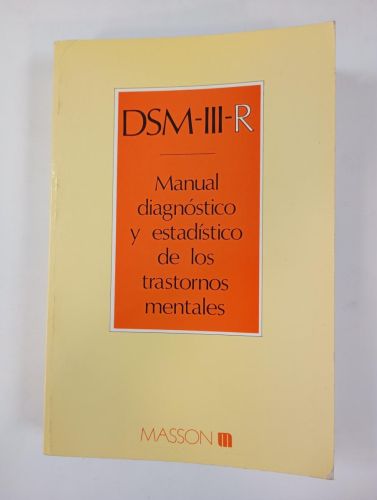 DSM-III-R
Manual
diagnóstico
y estadístico
de los
trastornos
mentales
MASSON m